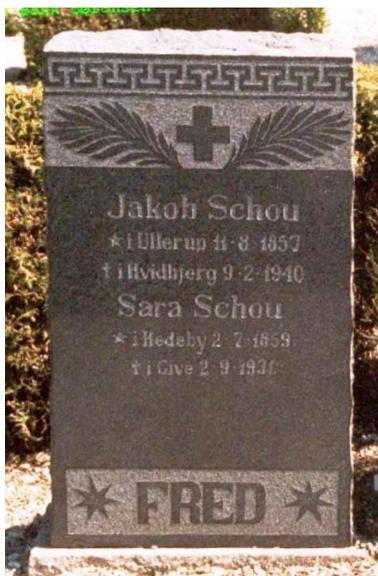 Jakob Schou
* i Ullerup 11-8-1857
† i Hvidbjerg 9-2-1940
Sara Schou
* i Hedeby 2-7-1859
† i Give
FRED